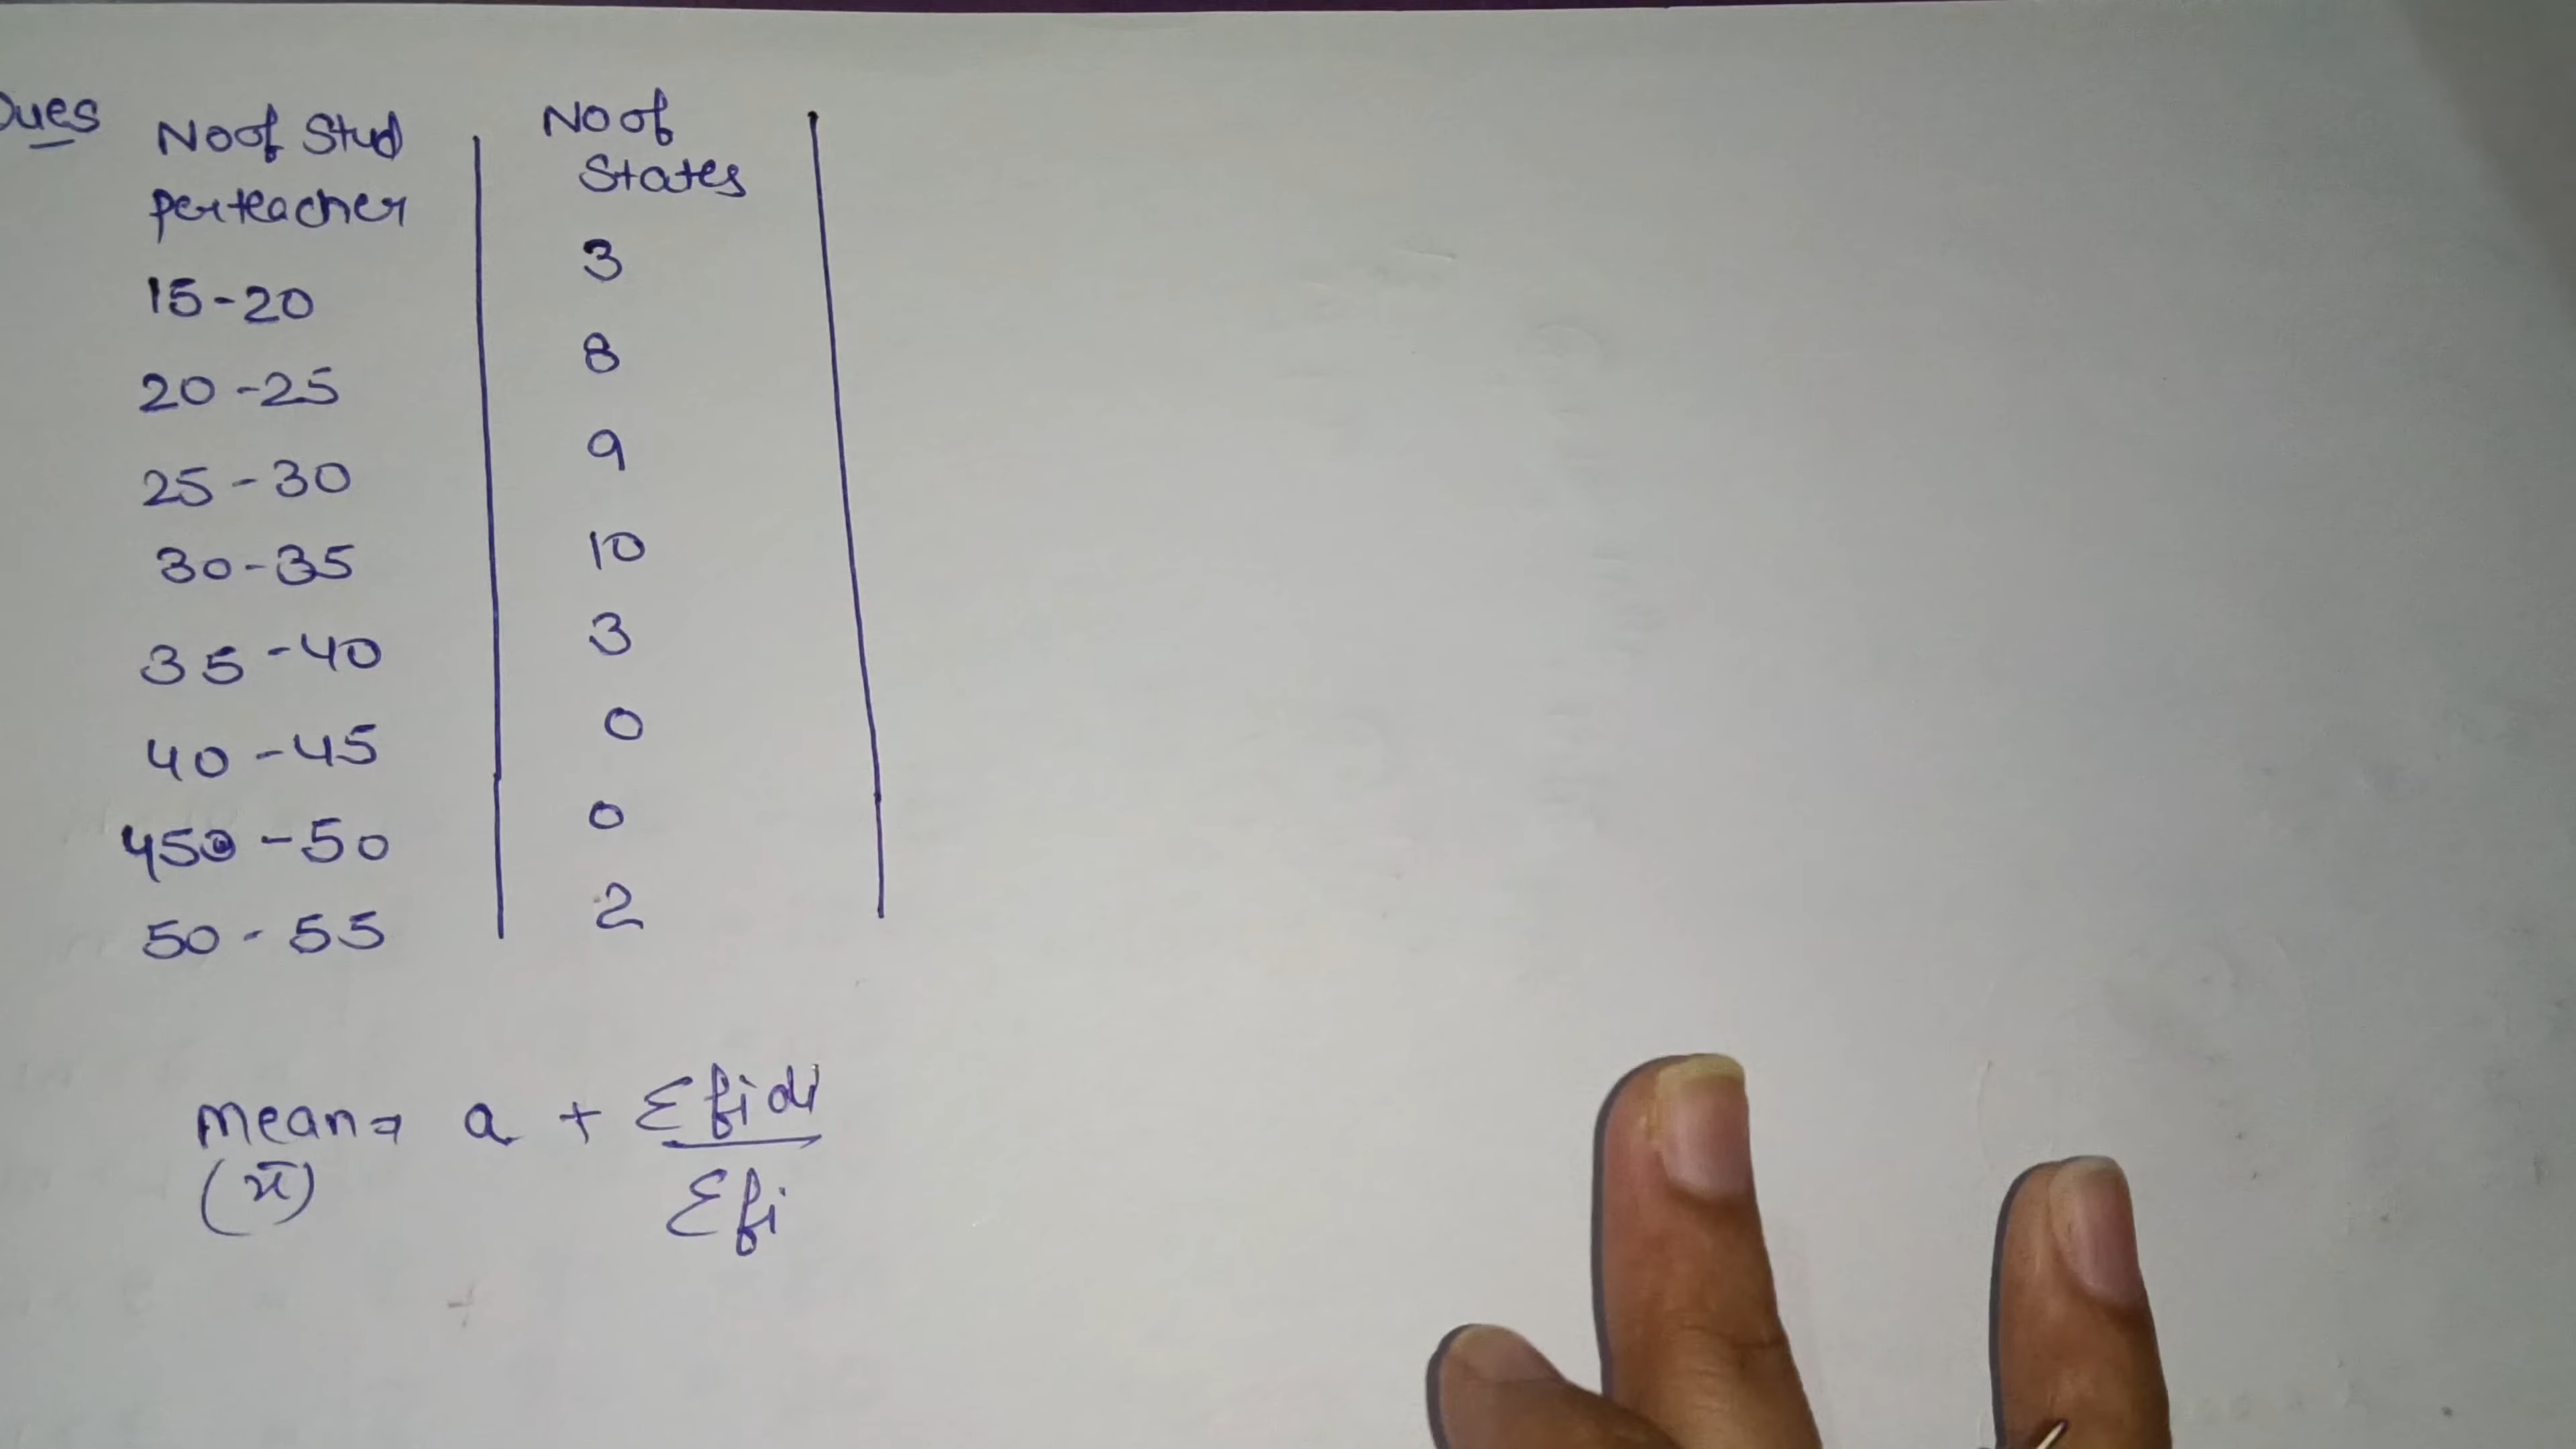 Ques
No of Stud
per teacher
No of
States
15-20
3
20-25
8
25-30
9
30-35
10
35-40
3
40-45
0
45-50
0
50-55
2
mean = a + Σfidi
(x̄)
Σfi